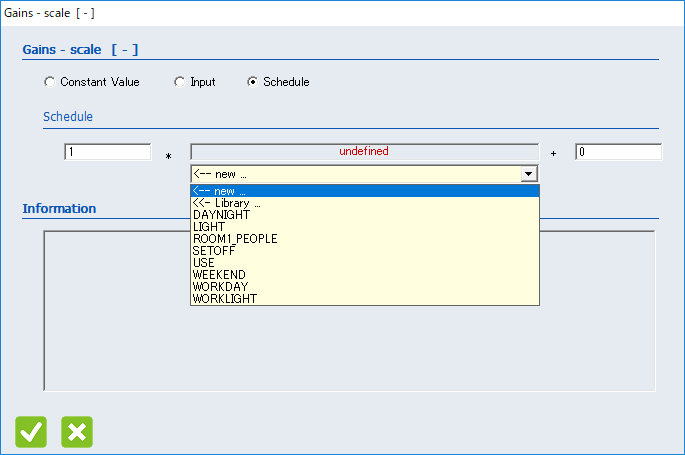 Gains - scale [ - ]
Gains - scale [ - ]
Constant Value Input Schedule
Schedule
1 * undefined + 0
<-- new ...
<-- new ...
<<- Library ...
DAYNIGHT
LIGHT
ROOM1_PEOPLE
SETOFF
USE
WEEKEND
WORKDAY
WORKLIGHT
Information